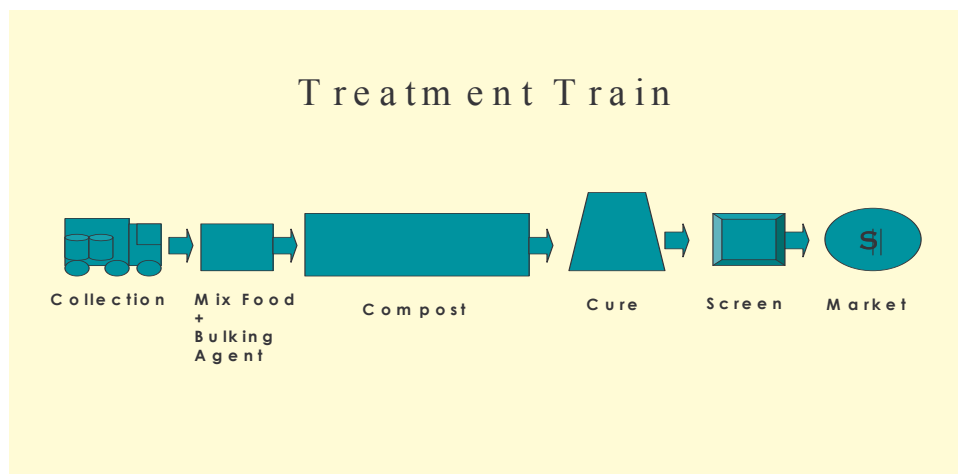 Treatment Train
$
Collection
Mix Food
+
Bulking
Agent
Compost
Cure
Screen
Market